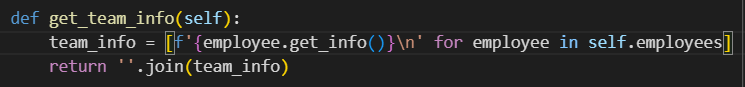 def get_team_info(self):
    team_info = [f'{employee.get_info()}\n' for employee in self.employees]
    return ''.join(team_info)